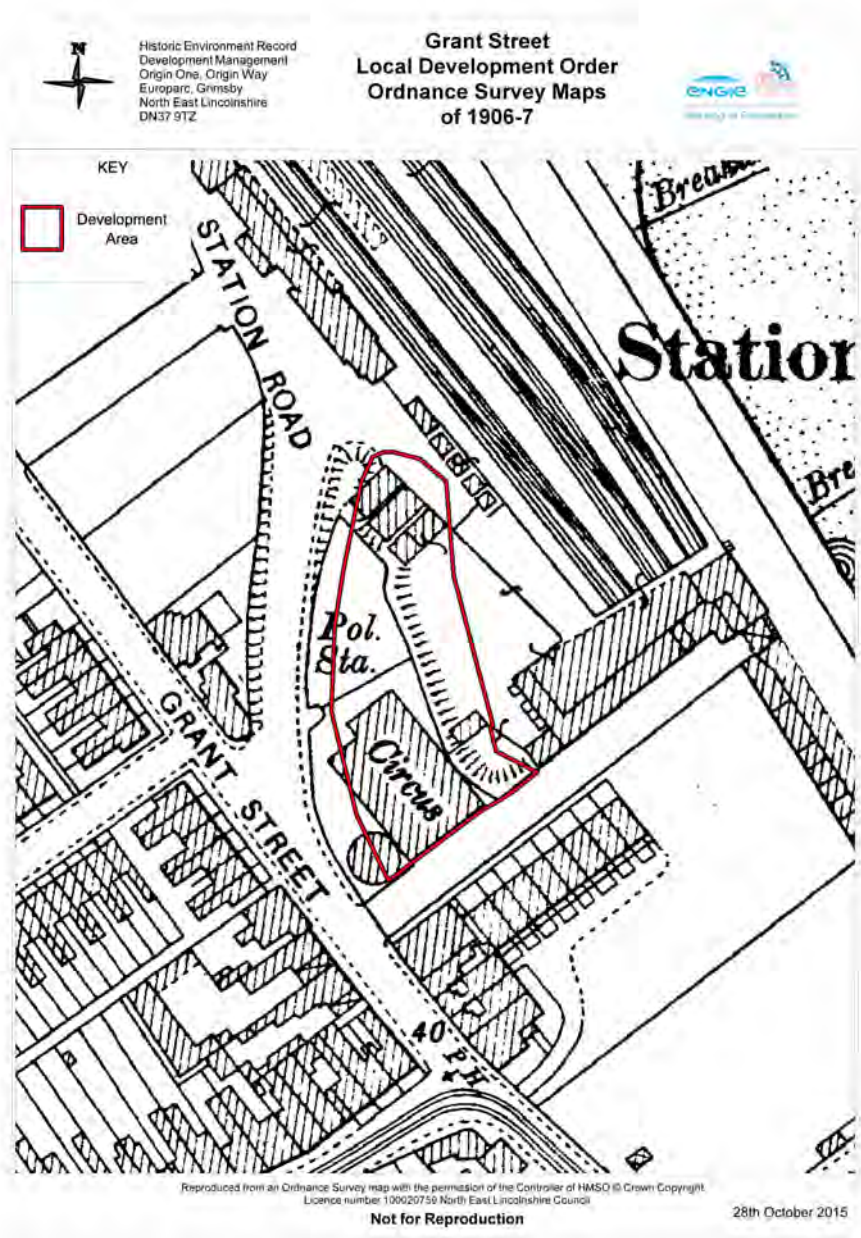 N
Historic Environment Record
Development Management
Origin One, Origin Way
Europarc, Grimsby
North East Lincolnshire
DN37 9TZ
Grant Street
Local Development Order
Ordnance Survey Maps
of 1906-7
ENGIE
KEY
Development
Area
STATION ROAD
Station
Pol.
Sta.
Circus
GRANT STREET
40
P H
Reproduced from an Ordnance Survey map with the permission of the Controller of HMSO © Crown Copyright.
Licence number 100020759 North East Lincolnshire Council
Not for Reproduction
28th October 2015